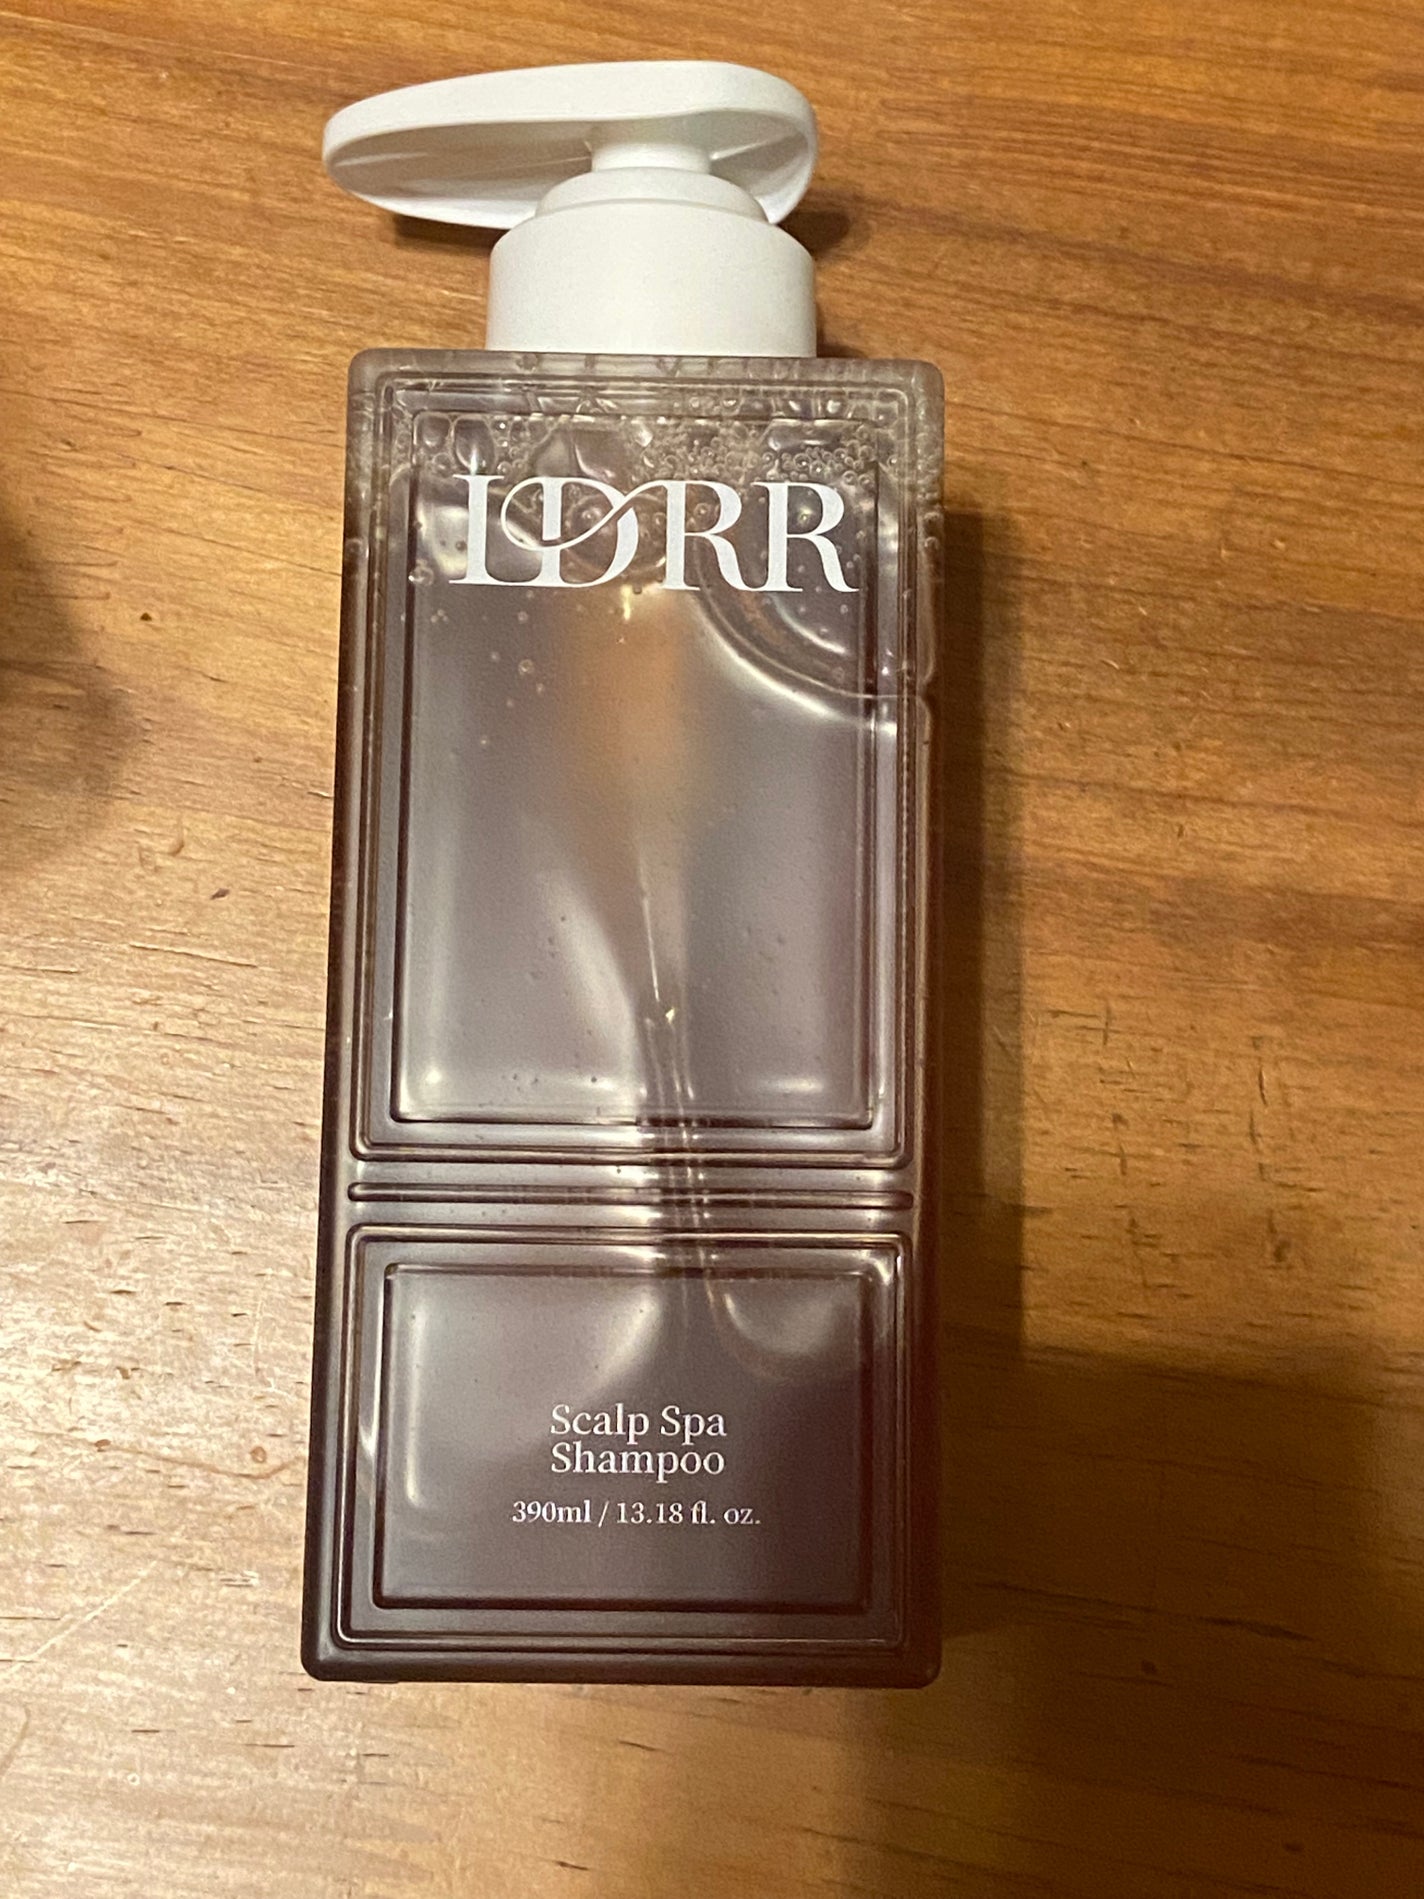 LDRR
Scalp Spa
Shampoo
390ml / 13.18 fl. oz.